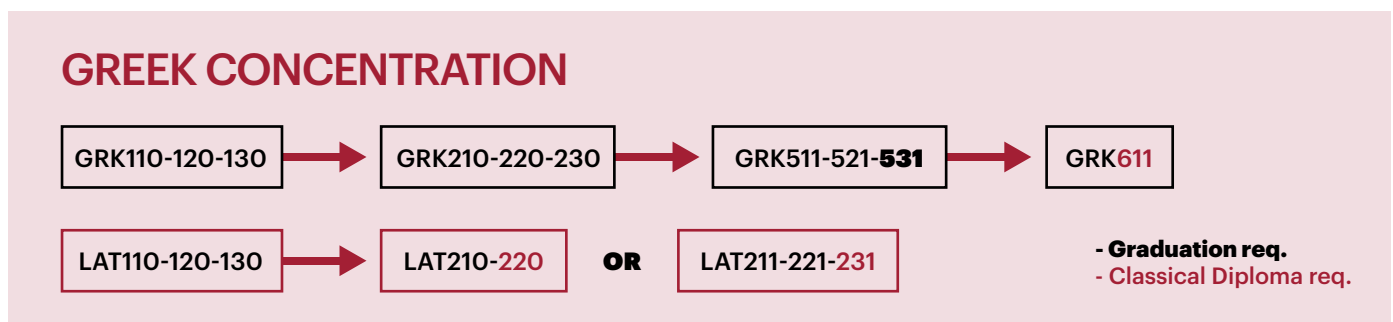 GREEK CONCENTRATION
GRK110-120-130 GRK210-220-230 GRK511-521-531 GRK611
LAT110-120-130 LAT210-220 OR LAT211-221-231
- Graduation req.
- Classical Diploma req.